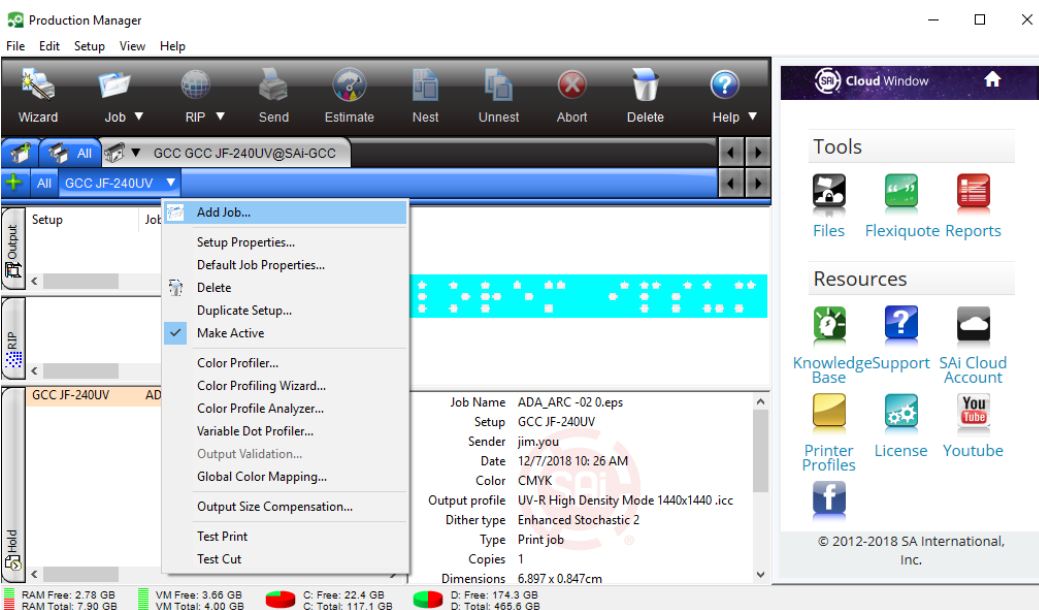 Production Manager
File Edit Setup View Help
Wizard Job ▼ RIP ▼ Send Estimate Nest Unnest Abort Delete Help ▼
All ▼ GCC GCC JF-240UV@SAi-GCC
All GCC JF-240UV ▼
Setup
Output
RIP
Hold
GCC JF-240UV AD
Add Job...
Setup Properties...
Default Job Properties...
Delete
Duplicate Setup...
Make Active
Color Profiler...
Color Profiling Wizard...
Color Profile Analyzer...
Variable Dot Profiler...
Output Validation...
Global Color Mapping...
Output Size Compensation...
Test Print
Test Cut
Job Name ADA_ARC -02 0.eps
Setup GCC JF-240UV
Sender jim.you
Date 12/7/2018 10: 26 AM
Color CMYK
Output profile UV-R High Density Mode 1440x1440 .icc
Dither type Enhanced Stochastic 2
Type Print job
Copies 1
Dimensions 6.897 x 0.847cm
SAi
SAi Cloud Window
Tools
Files Flexiquote Reports
Resources
Knowledge Base
Support
SAi Cloud Account
You Tube
Printer Profiles
License
Youtube
© 2012-2018 SA International, Inc.
RAM Free: 2.78 GB VM Free: 3.66 GB C: Free: 22.4 GB D: Free: 174.3 GB
RAM Total: 7.90 GB VM Total: 4.00 GB C: Total: 117.1 GB D: Total: 465.6 GB